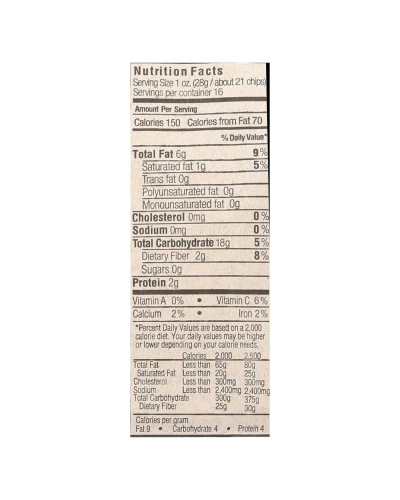 Nutrition Facts
Serving Size 1 oz. (28g / about 21 chips)
Servings per container 16
Amount Per Serving
Calories 150 Calories from Fat 70
% Daily Value*
Total Fat 6g 9%
Saturated fat 1g 5%
Trans fat 0g
Polyunsaturated fat 0g
Monounsaturated fat 0g
Cholesterol 0mg 0%
Sodium 0mg 0%
Total Carbohydrate 18g 5%
Dietary Fiber 2g 8%
Sugars 0g
Protein 2g
Vitamin A 0% • Vitamin C 6%
Calcium 2% • Iron 2%
*Percent Daily Values are based on a 2,000
calorie diet. Your daily values may be higher
or lower depending on your calorie needs.
Calories 2,000 2,500
Total Fat Less than 65g 80g
Saturated Fat Less than 20g 25g
Cholesterol Less than 300mg 300mg
Sodium Less than 2,400mg 2,400mg
Total Carbohydrate 300g 375g
Dietary Fiber 25g 30g
Calories per gram
Fat 9 • Carbohydrate 4 • Protein 4